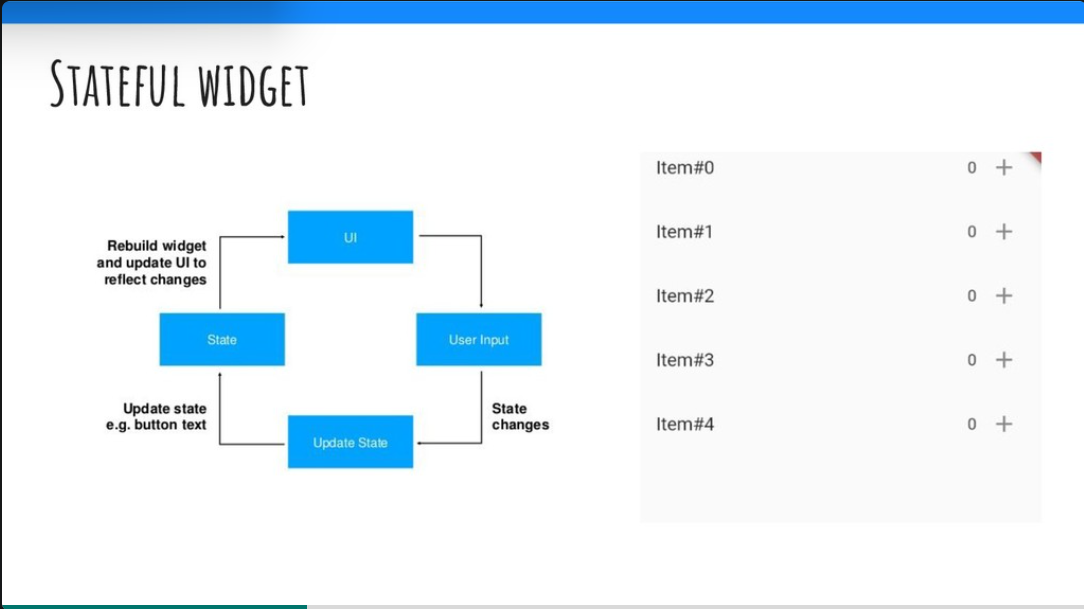 Stateful widget
UI
Rebuild widget
and update UI to
reflect changes
State
User Input
Update state
e.g. button text
State
changes
Update State
Item#0 0 +
Item#1 0 +
Item#2 0 +
Item#3 0 +
Item#4 0 +